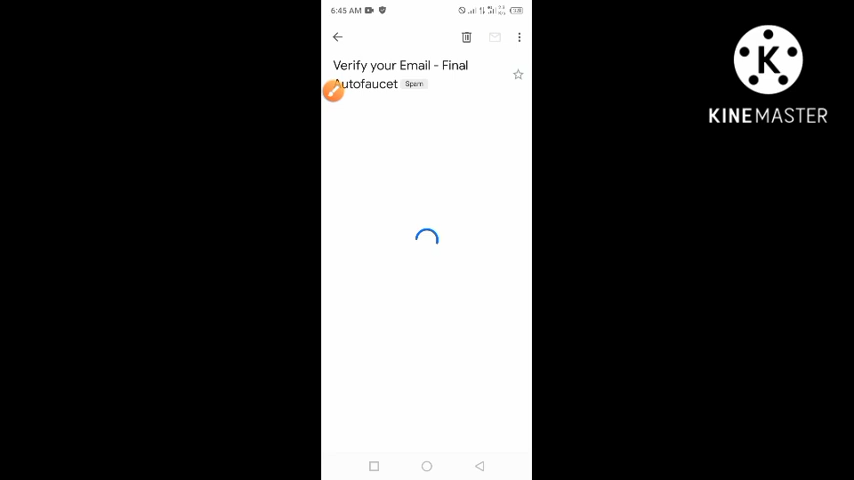 6:45 AM
Verify your Email - Final
Autofaucet Spam
K
KINEMASTER